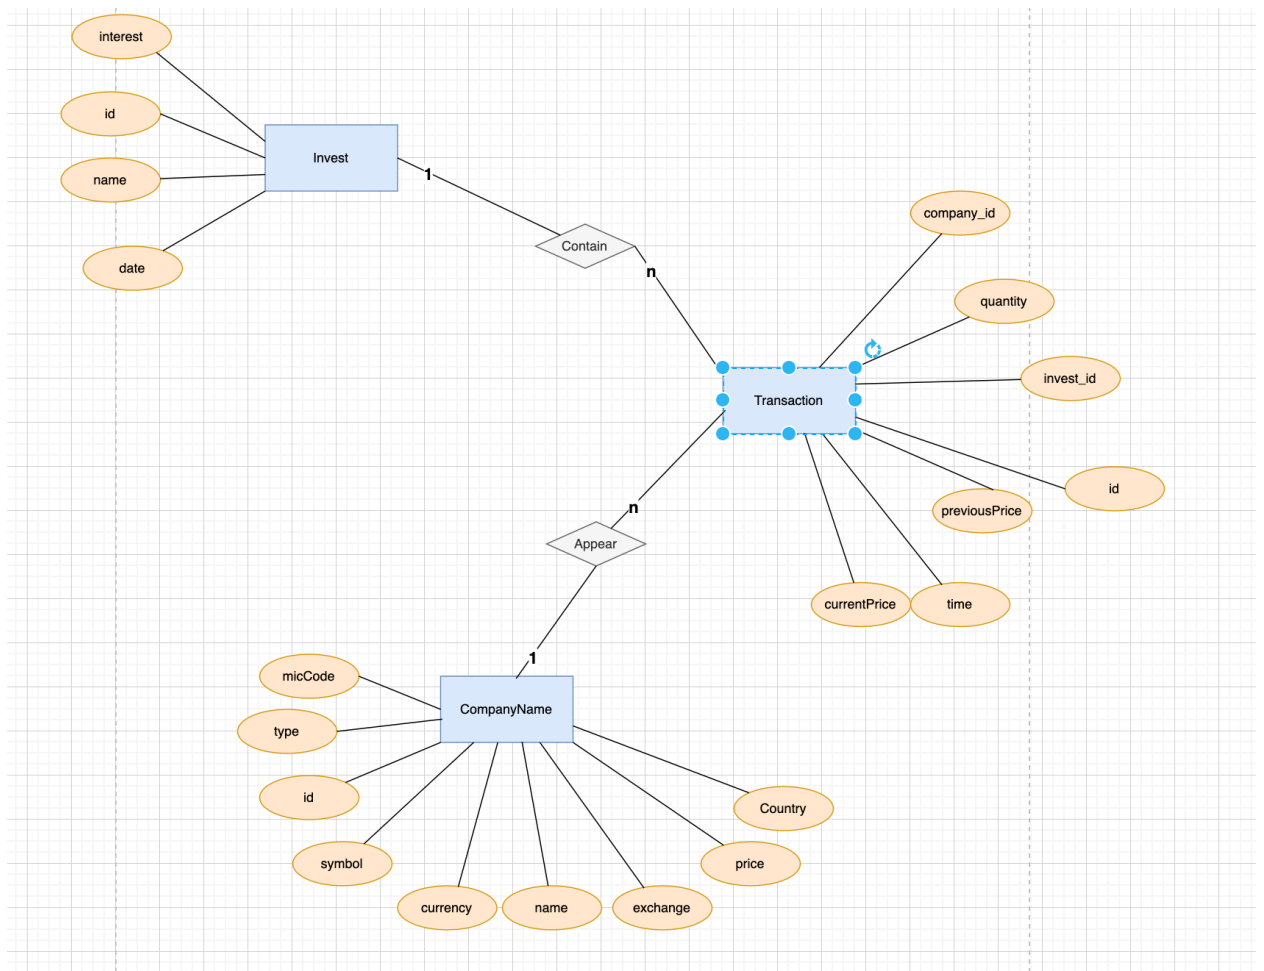 interest
id
name
date
Invest
1
Contain
n
company_id
quantity
invest_id
Transaction
id
previousPrice
currentPrice
time
n
Appear
1
CompanyName
micCode
type
id
symbol
currency
name
exchange
price
Country